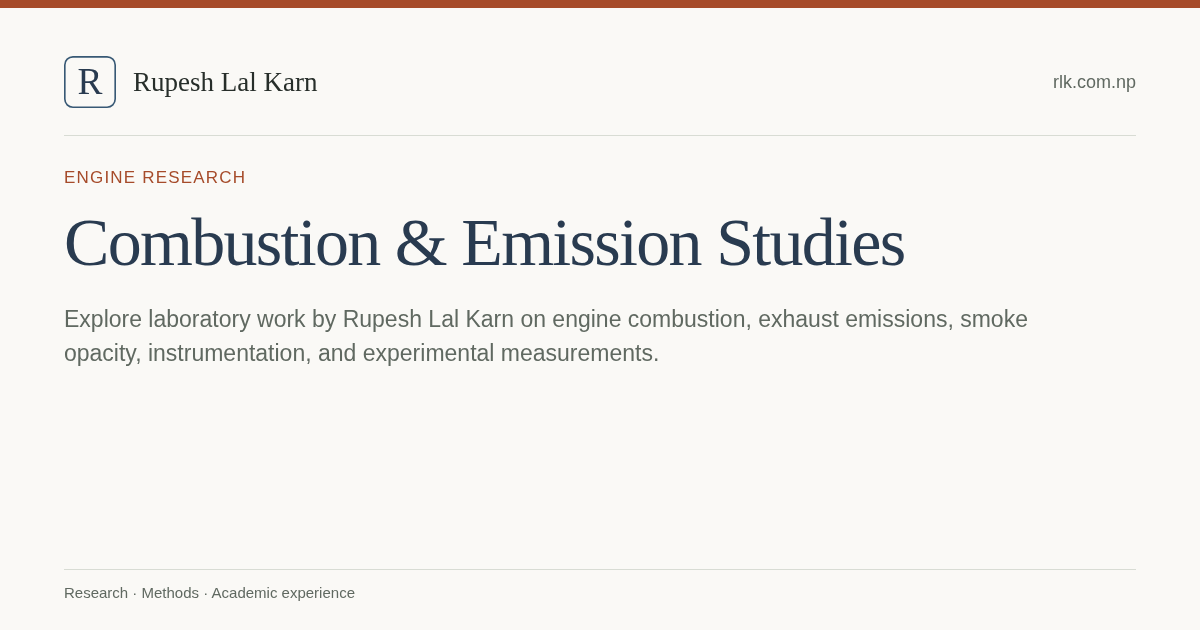 R
Rupesh Lal Karn
rlk.com.np
ENGINE RESEARCH
Combustion & Emission Studies
Explore laboratory work by Rupesh Lal Karn on engine combustion, exhaust emissions, smoke
opacity, instrumentation, and experimental measurements.
Research · Methods · Academic experience